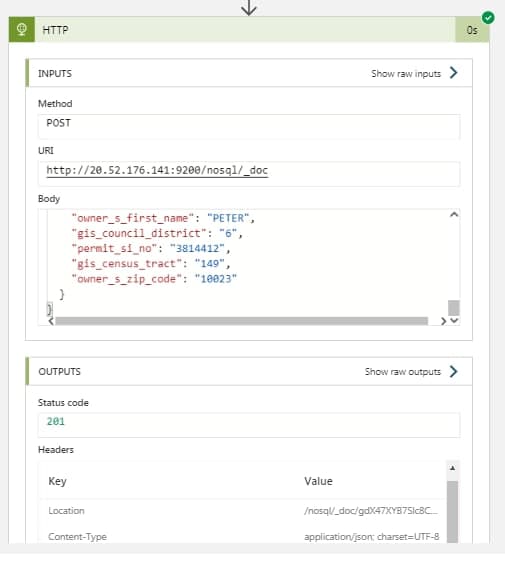 HTTP 0s
INPUTS Show raw inputs
Method
POST
URI
http://20.52.176.141:9200/nosql/_doc
Body
"owner_s_first_name": "PETER",
"gis_council_district": "6",
"permit_si_no": "3814412",
"gis_census_tract": "149",
"owner_s_zip_code": "10023"
}
}
OUTPUTS Show raw outputs
Status code
201
Headers
Key Value
Location /nosql/_doc/gdX47XYB7Slc8C...
Content-Type application/json; charset=UTF-8